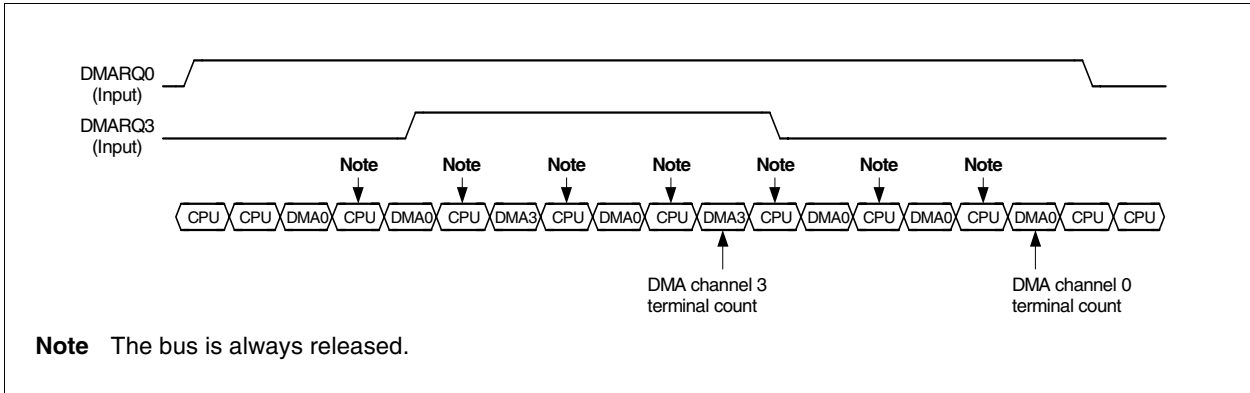 DMARQ0
(Input)
DMARQ3
(Input)
Note Note Note Note Note Note Note
CPU CPU DMA0 CPU DMA0 CPU DMA3 CPU DMA0 CPU DMA3 CPU DMA0 CPU DMA0 CPU DMA0 CPU CPU
DMA channel 3
terminal count
DMA channel 0
terminal count
Note The bus is always released.